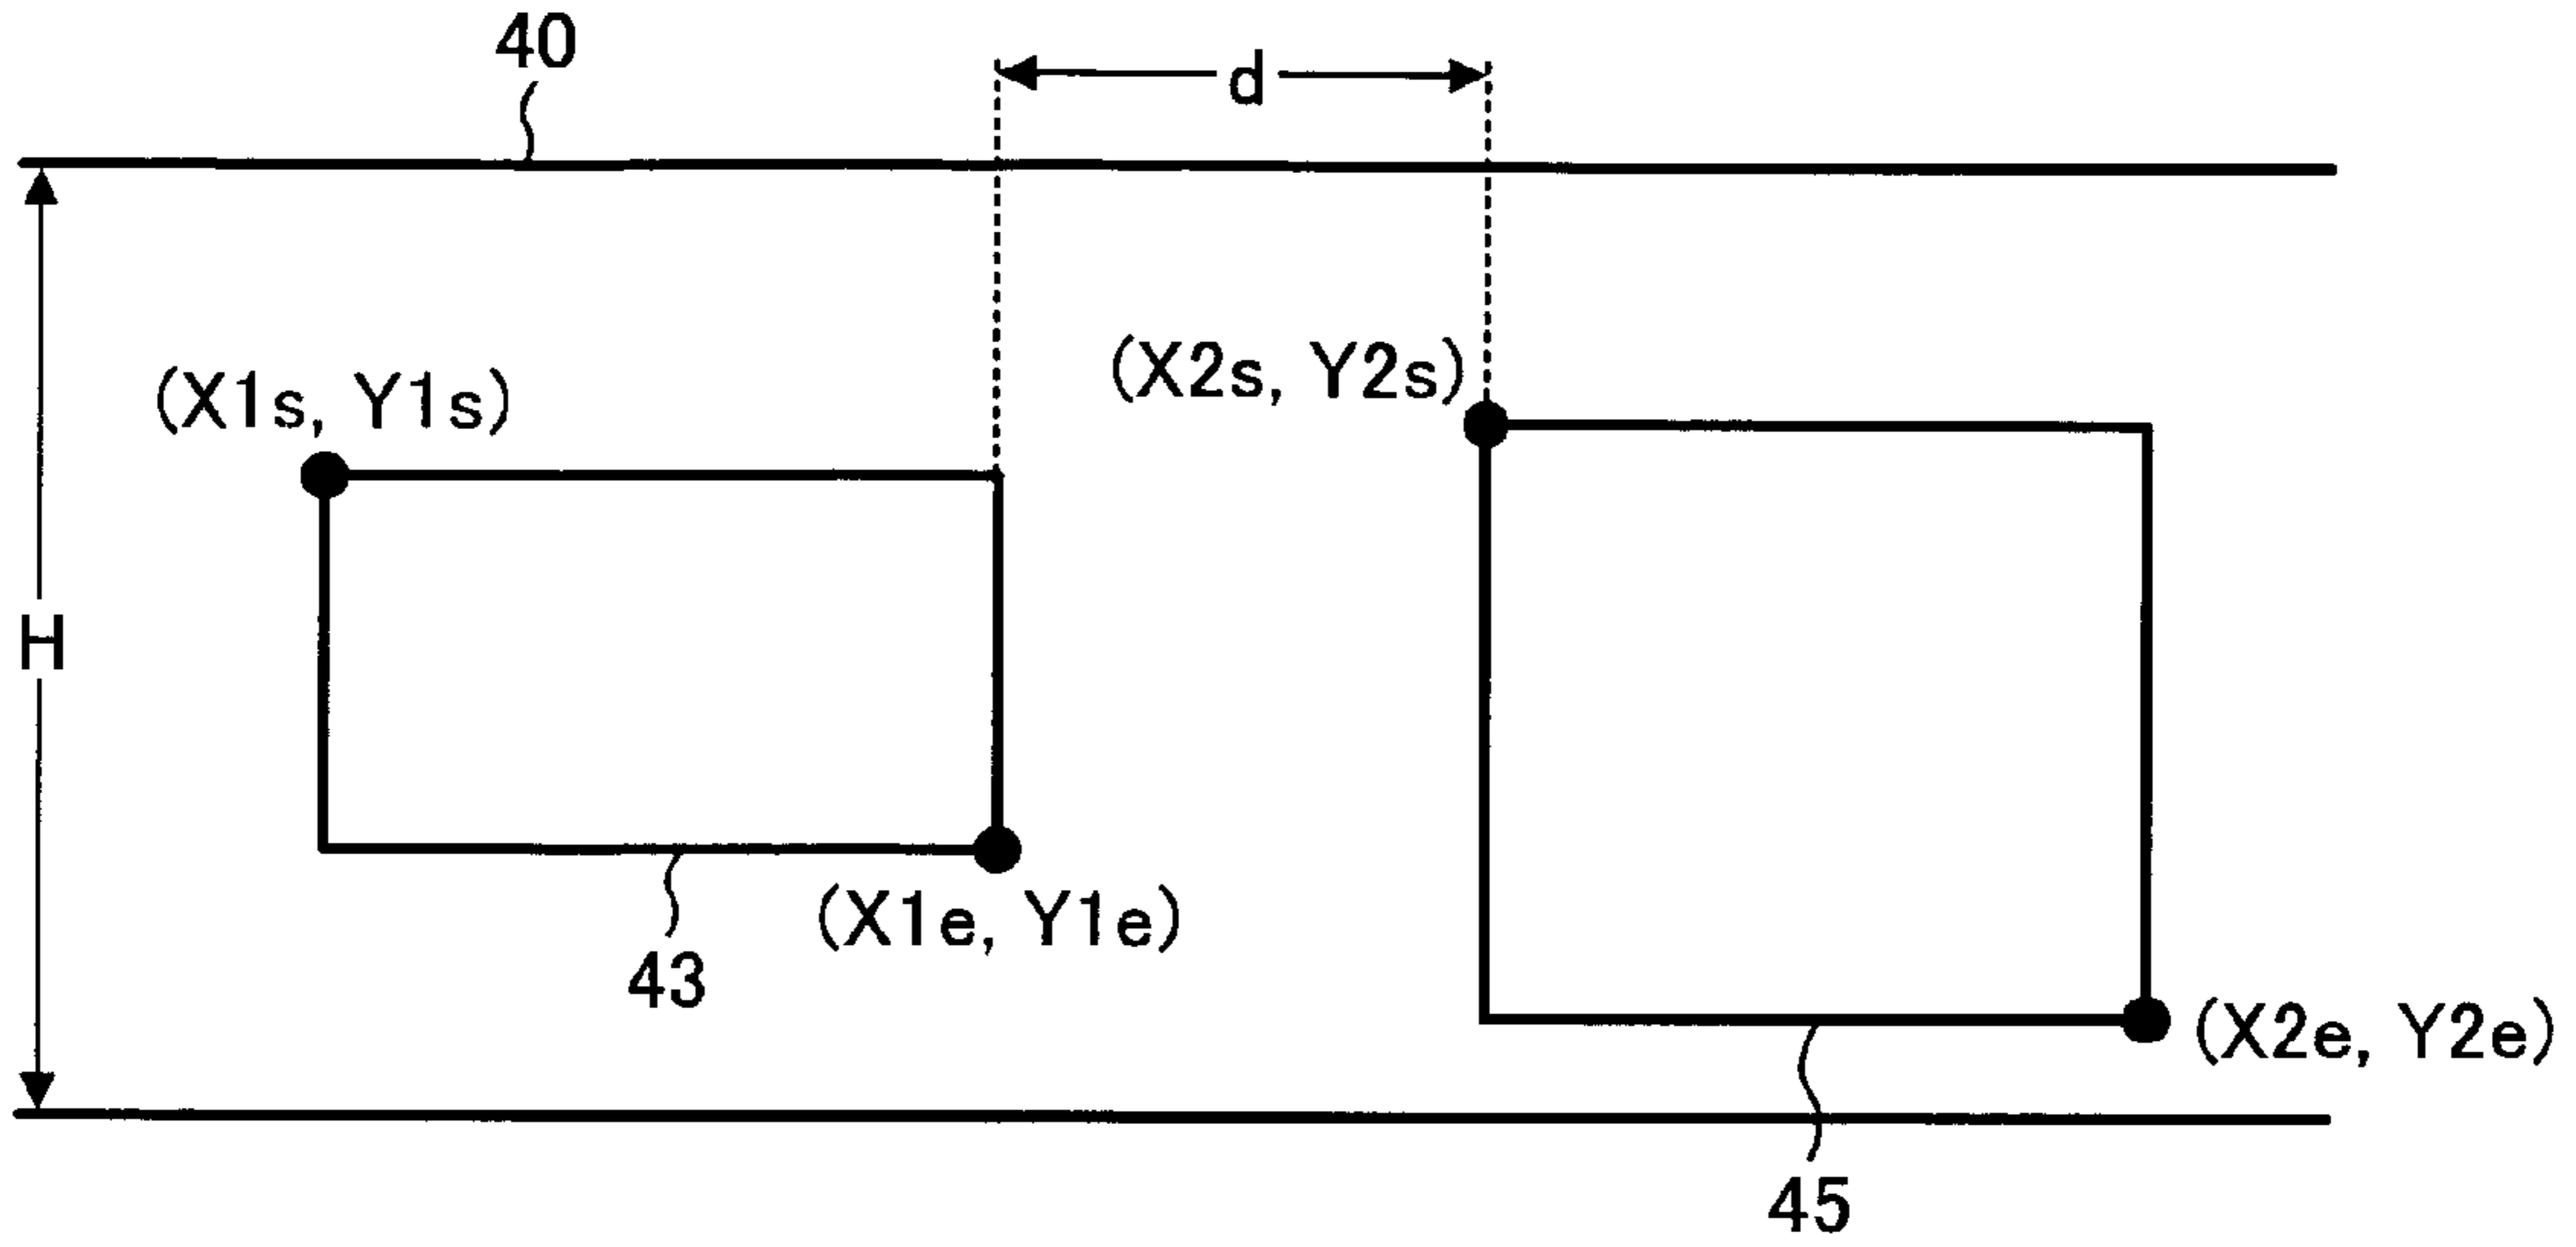 40
d
(X2s, Y2s)
(X1s, Y1s)
H
(X1e, Y1e)
43
(X2e, Y2e)
45